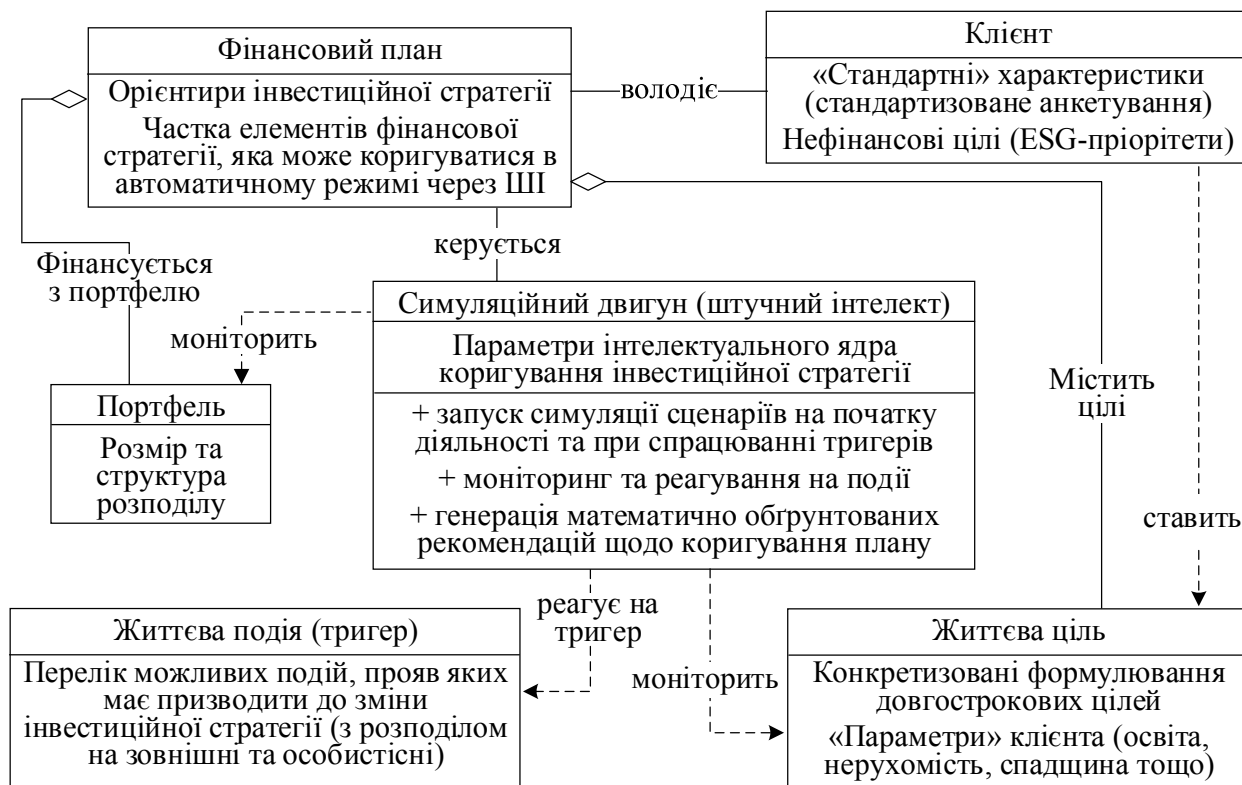 Фінансовий план
Орієнтири інвестиційної стратегії
Частка елементів фінансової
стратегії, яка може коригуватися в
автоматичному режимі через ШІ
володіє
Клієнт
«Стандартні» характеристики
(стандартизоване анкетування)
Нефінансові цілі (ESG-пріорітети)
керується
Фінансується
з портфелю
моніторить
Симуляційний двигун (штучний інтелект)
Параметри інтелектуального ядра
коригування інвестиційної стратегії
+ запуск симуляції сценаріїв на початку
діяльності та при спрацюванні тригерів
+ моніторинг та реагування на події
+ генерація математично обґрунтованих
рекомендацій щодо коригування плану
Портфель
Розмір та
структура
розподілу
Містить
цілі
ставить
реагує на
тригер
моніторить
Життєва подія (тригер)
Перелік можливих подій, прояв яких
має призводити до зміни
інвестиційної стратегії (з розподілом
на зовнішні та особистісні)
Життєва ціль
Конкретизовані формулювання
довгострокових цілей
«Параметри» клієнта (освіта,
нерухомість, спадщина тощо)